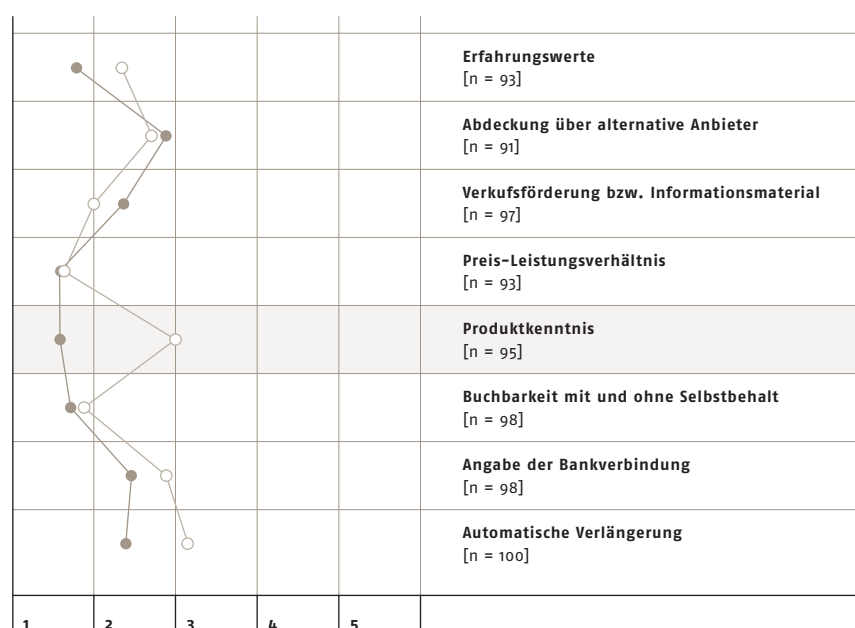 Erfahrungswerte
[n = 93]
Abdeckung über alternative Anbieter
[n = 91]
Verkufsförderung bzw. Informationsmaterial
[n = 97]
Preis-Leistungsverhältnis
[n = 93]
Produktkenntnis
[n = 95]
Buchbarkeit mit und ohne Selbstbehalt
[n = 98]
Angabe der Bankverbindung
[n = 98]
Automatische Verlängerung
[n = 100]
1 2 3 4 5